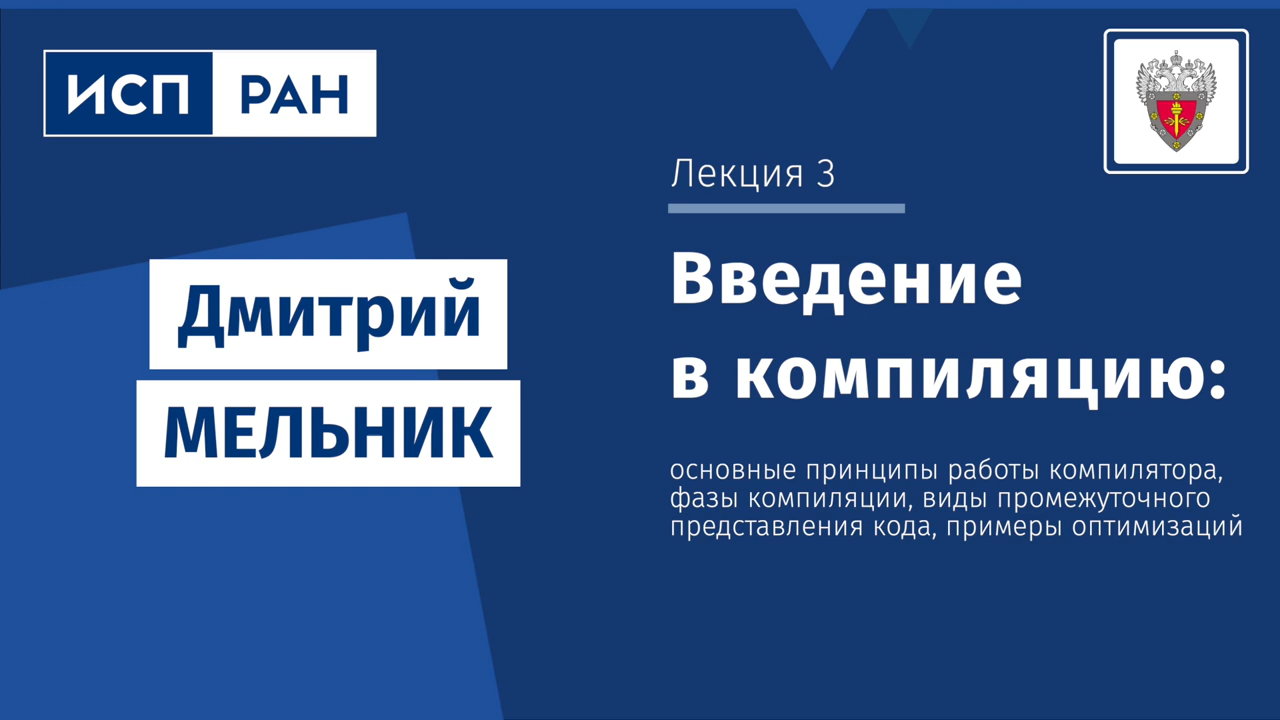 ИСП РАН
Лекция 3
Дмитрий
МЕЛЬНИК
Введение
в компиляцию:
основные принципы работы компилятора,
фазы компиляции, виды промежуточного
представления кода, примеры оптимизаций